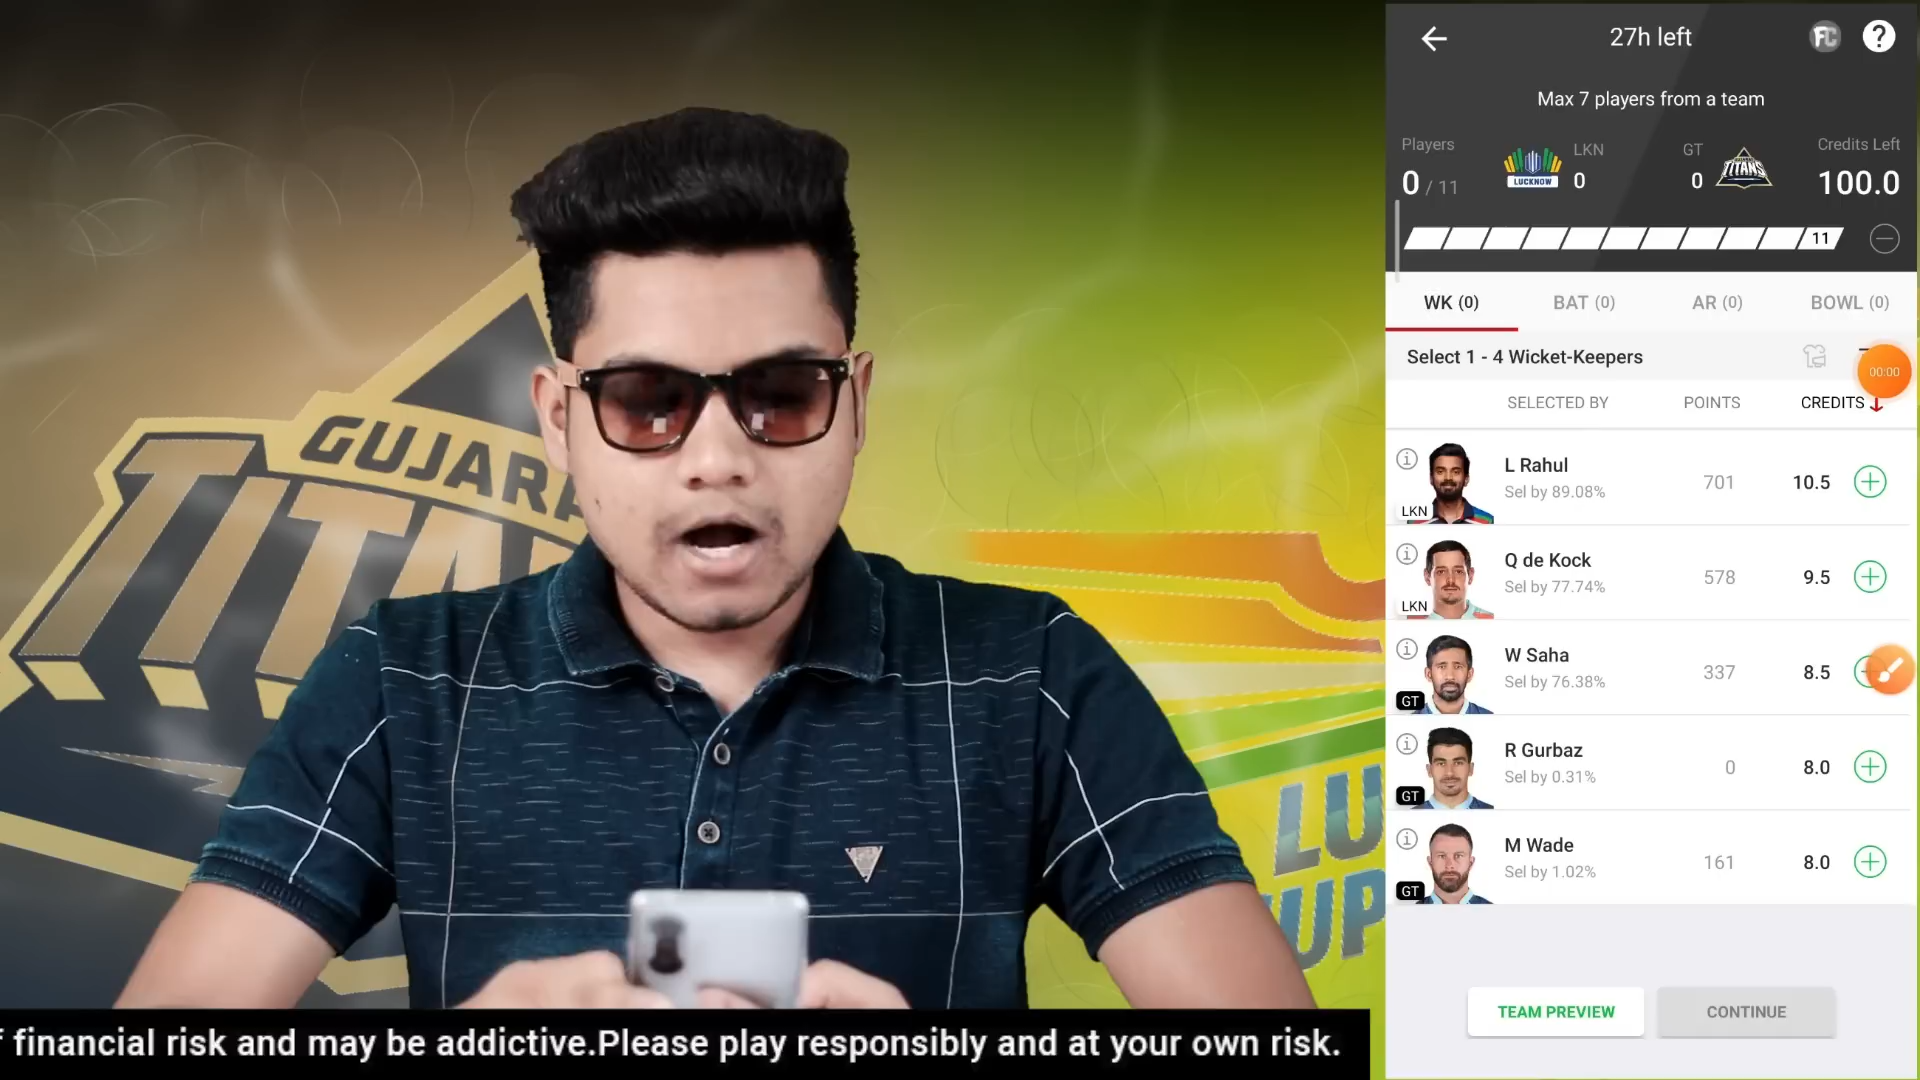 GUJARA
TITA
LU
UP
financial risk and may be addictive.Please play responsibly and at your own risk.
27h left
FC
?
Max 7 players from a team
Players
0 / 11
LUCKNOW
LKN
0
GT
0
TITANS
Credits Left
100.0
11
WK (0)
BAT (0)
AR (0)
BOWL (0)
Select 1 - 4 Wicket-Keepers
00:00
SELECTED BY
POINTS
CREDITS
L Rahul
Sel by 89.08%
701
10.5
LKN
Q de Kock
Sel by 77.74%
578
9.5
LKN
W Saha
Sel by 76.38%
337
8.5
GT
R Gurbaz
Sel by 0.31%
0
8.0
GT
M Wade
Sel by 1.02%
161
8.0
GT
TEAM PREVIEW
CONTINUE